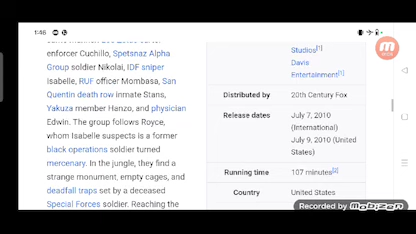 1:46
enforcer Cuchillo, Spetsnaz Alpha
Group soldier Nikolai, IDF sniper
Isabelle, RUF officer Mombasa, San
Quentin death row inmate Stans,
Yakuza member Hanzo, and physician
Edwin. The group follows Royce,
whom Isabelle suspects is a former
black operations soldier turned
mercenary. In the jungle, they find a
strange monument, empty cages, and
deadfall traps set by a deceased
Special Forces soldier. Reaching the
Studios[1]
Davis
Entertainment[1]
Distributed by 20th Century Fox
Release dates July 7, 2010
(International)
July 9, 2010 (United
States)
Running time 107 minutes[2]
Country United States
Recorded by Mobizen